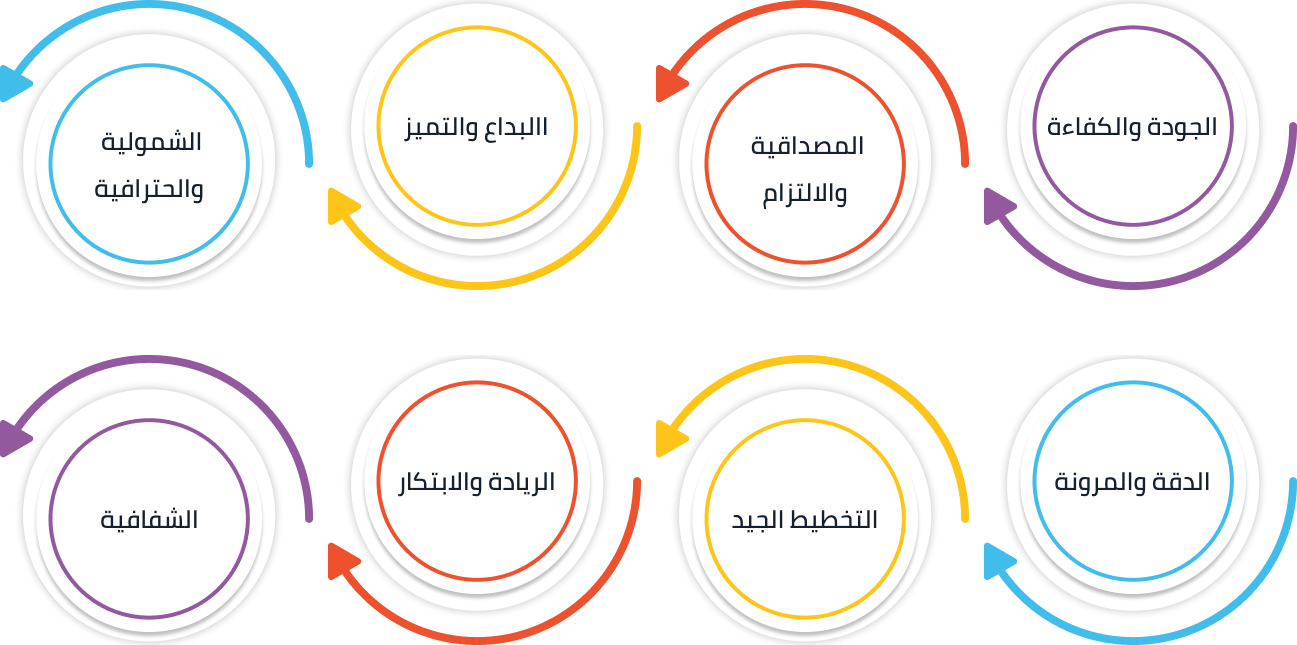 الجودة والكفاءة
المصداقية
والالتزام
االبداع والتميز
الشمولية
والحترافية
الدقة والمرونة
التخطيط الجيد
الريادة والابتكار
الشفافية